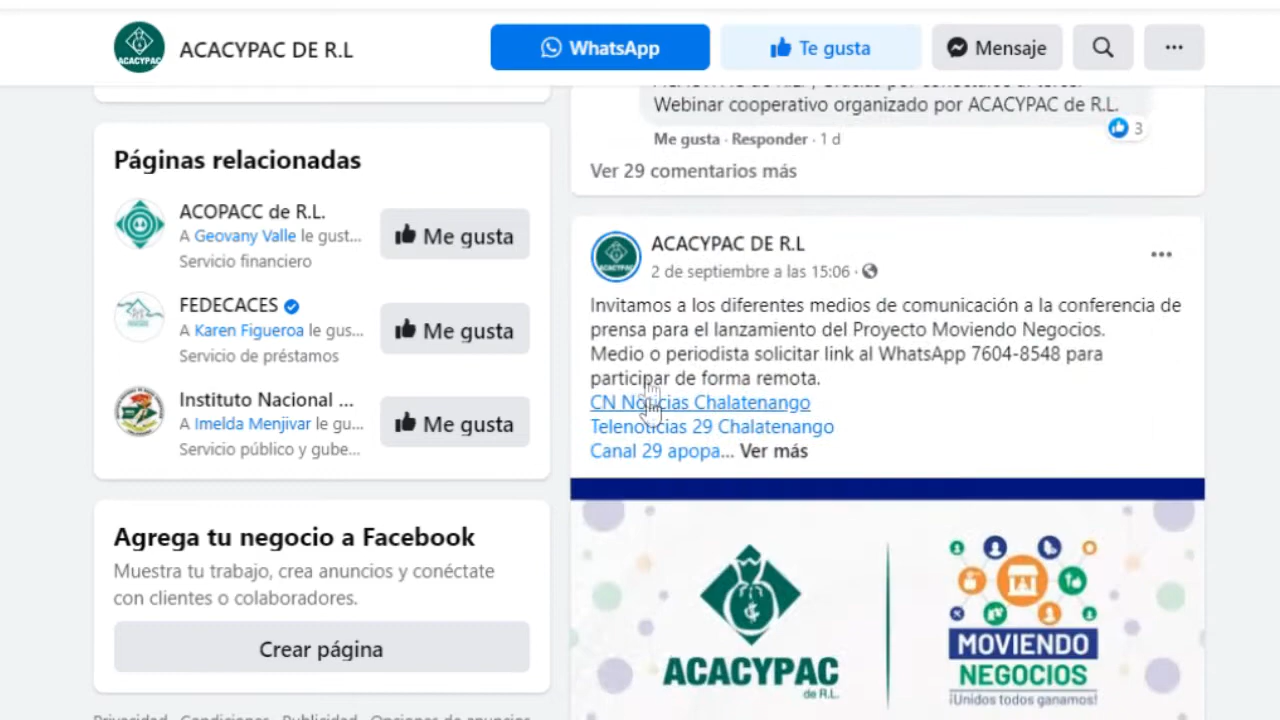 ACACYPAC DE R.L
WhatsApp
Te gusta
Mensaje
Páginas relacionadas
ACOPACC de R.L.
A Geovany Valle le gust...
Servicio financiero
Me gusta
FEDECACES
A Karen Figueroa le gus...
Servicio de préstamos
Me gusta
Instituto Nacional ...
A Imelda Menjivar le gu...
Servicio público y gube...
Me gusta
Agrega tu negocio a Facebook
Muestra tu trabajo, crea anuncios y conéctate
con clientes o colaboradores.
Crear página
Privacidad · Condiciones · Publicidad · Opciones de anuncios
Webinar cooperativo organizado por ACACYPAC de R.L.
3
Me gusta · Responder · 1 d
Ver 29 comentarios más
ACACYPAC DE R.L
2 de septiembre a las 15:06 ·
Invitamos a los diferentes medios de comunicación a la conferencia de
prensa para el lanzamiento del Proyecto Moviendo Negocios.
Medio o periodista solicitar link al WhatsApp 7604-8548 para
participar de forma remota.
CN Noticias Chalatenango
Telenoticias 29 Chalatenango
Canal 29 apopa... Ver más
ACACYPAC
de R.L.
MOVIENDO
NEGOCIOS
¡Unidos todos ganamos!